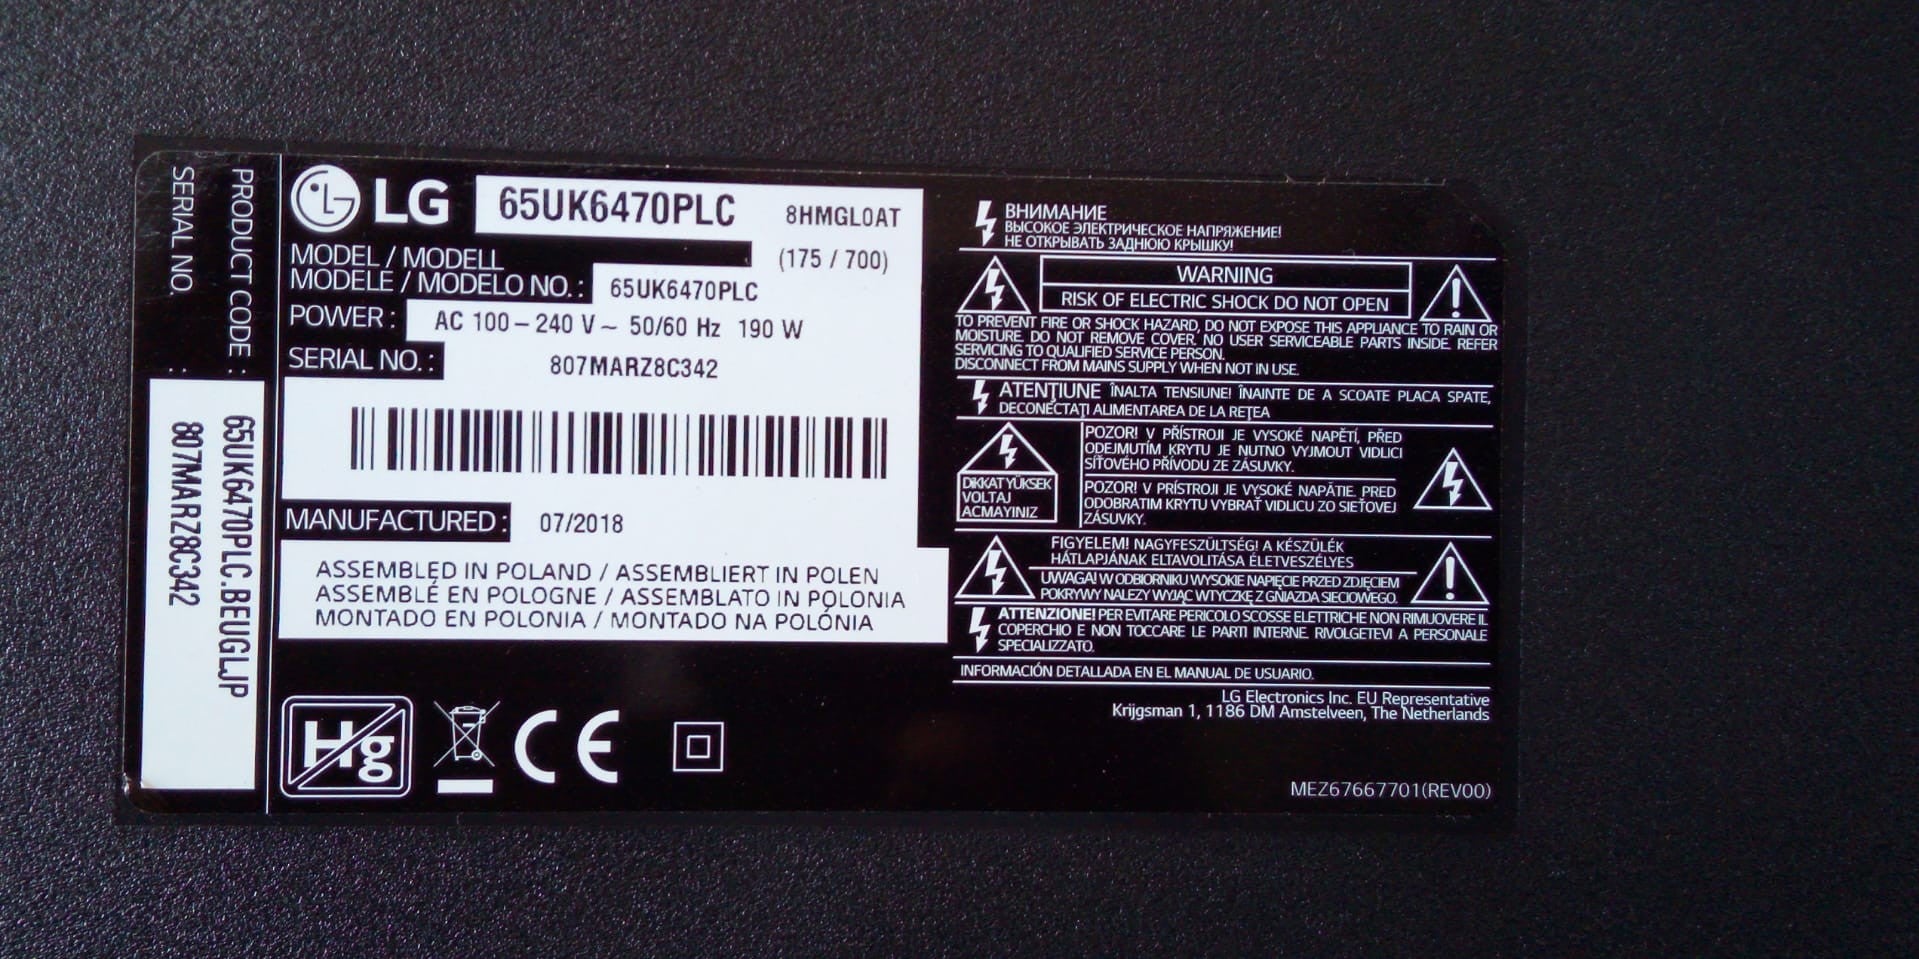 PRODUCT CODE :
65UK6470PLC.BEUGLJP
SERIAL NO. :
807MARZ8C342
LG
65UK6470PLC
8HMGL0AT
MODEL / MODELL
(175 / 700)
MODELE / MODELO NO. :
65UK6470PLC
POWER :
AC 100 – 240 V ~ 50/60 Hz 190 W
SERIAL NO. :
807MARZ8C342
MANUFACTURED :
07/2018
ASSEMBLED IN POLAND / ASSEMBLIERT IN POLEN
ASSEMBLÉ EN POLOGNE / ASSEMBLATO IN POLONIA
MONTADO EN POLONIA / MONTADO NA POLÓNIA
Hg
CE
ВНИМАНИЕ
ВЫСОКОЕ ЭЛЕКТРИЧЕСКОЕ НАПРЯЖЕНИЕ!
НЕ ОТКРЫВАТЬ ЗАДНЮЮ КРЫШКУ!
WARNING
RISK OF ELECTRIC SHOCK DO NOT OPEN
TO PREVENT FIRE OR SHOCK HAZARD, DO NOT EXPOSE THIS APPLIANCE TO RAIN OR
MOISTURE. DO NOT REMOVE COVER. NO USER SERVICEABLE PARTS INSIDE. REFER
SERVICING TO QUALIFIED SERVICE PERSON.
DISCONNECT FROM MAINS SUPPLY WHEN NOT IN USE.
ATENŢIUNE ÎNALTA TENSIUNE! ÎNAINTE DE A SCOATE PLACA SPATE,
DECONECTAŢI ALIMENTAREA DE LA REŢEA
DİKKAT YÜKSEK
VOLTAJ
ACMAYINIZ
POZOR! V PŘÍSTROJI JE VYSOKÉ NAPĚTÍ, PŘED
ODEJMUTÍM KRYTU JE NUTNO VYJMOUT VIDLICI
SÍŤOVÉHO PŘÍVODU ZE ZÁSUVKY.
POZOR! V PRÍSTROJI JE VYSOKÉ NAPÄTIE. PRED
ODOBRATIM KRYTU VYBRAŤ VIDLICU ZO SIEŤOVEJ
ZÁSUVKY.
FIGYELEM! NAGYFESZÜLTSÉG! A KÉSZÜLÉK
HÁTLAPJÁNAK ELTAVOLITÁSA ÉLETVESZÉLYES
UWAGA! W ODBIORNIKU WYSOKIE NAPIĘCIE PRZED ZDJĘCIEM
POKRYWY NALEŻY WYJĄĆ WTYCZKĘ Z GNIAZDA SIECIOWEGO.
ATTENZIONE! PER EVITARE PERICOLO SCOSSE ELETTRICHE NON RIMUOVERE IL
COPERCHIO E NON TOCCARE LE PARTI INTERNE. RIVOLGETEVI A PERSONALE
SPECIALIZZATO.
INFORMACIÓN DETALLADA EN EL MANUAL DE USUARIO.
LG Electronics Inc. EU Representative
Krijgsman 1, 1186 DM Amstelveen, The Netherlands
MEZ67667701(REV00)